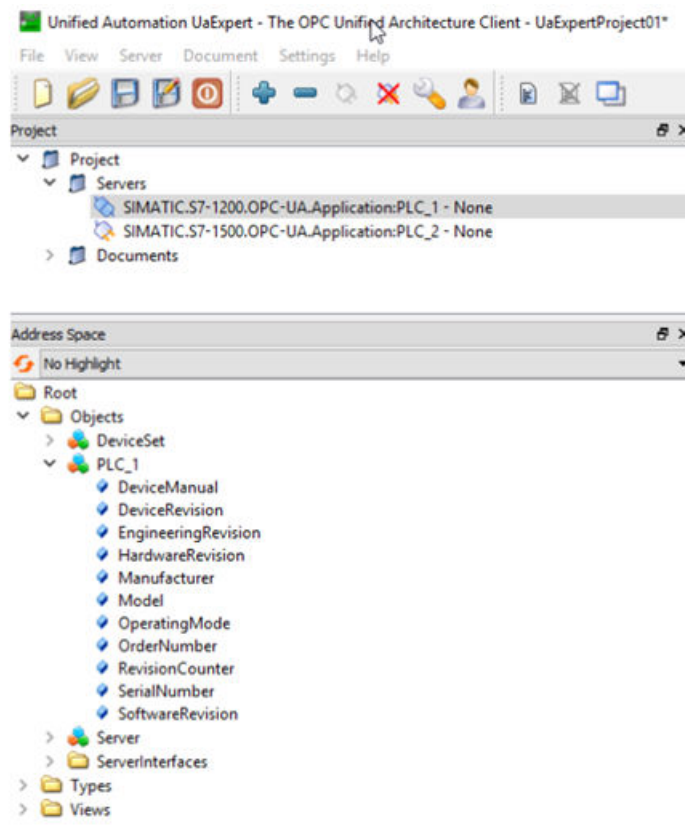 Unified Automation UaExpert - The OPC Unified Architecture Client - UaExpertProject01*
File View Server Document Settings Help
Project
Project
Servers
SIMATIC.S7-1200.OPC-UA.Application:PLC_1 - None
SIMATIC.S7-1500.OPC-UA.Application:PLC_2 - None
Documents
Address Space
No Highlight
Root
Objects
DeviceSet
PLC_1
DeviceManual
DeviceRevision
EngineeringRevision
HardwareRevision
Manufacturer
Model
OperatingMode
OrderNumber
RevisionCounter
SerialNumber
SoftwareRevision
Server
ServerInterfaces
Types
Views